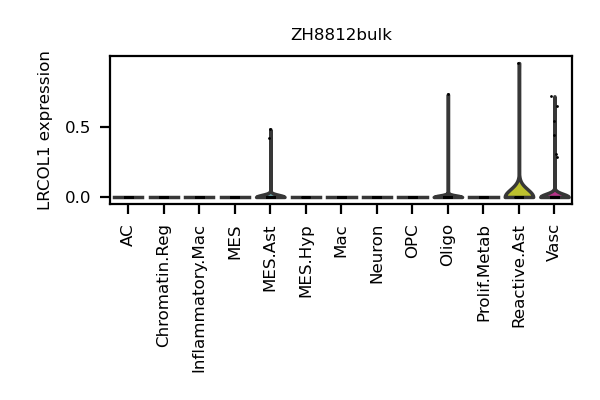 ZH8812bulk
LRCOL1 expression
0.5
0.0
AC
Chromatin.Reg
Inflammatory.Mac
MES
MES.Ast
MES.Hyp
Mac
Neuron
OPC
Oligo
Prolif.Metab
Reactive.Ast
Vasc